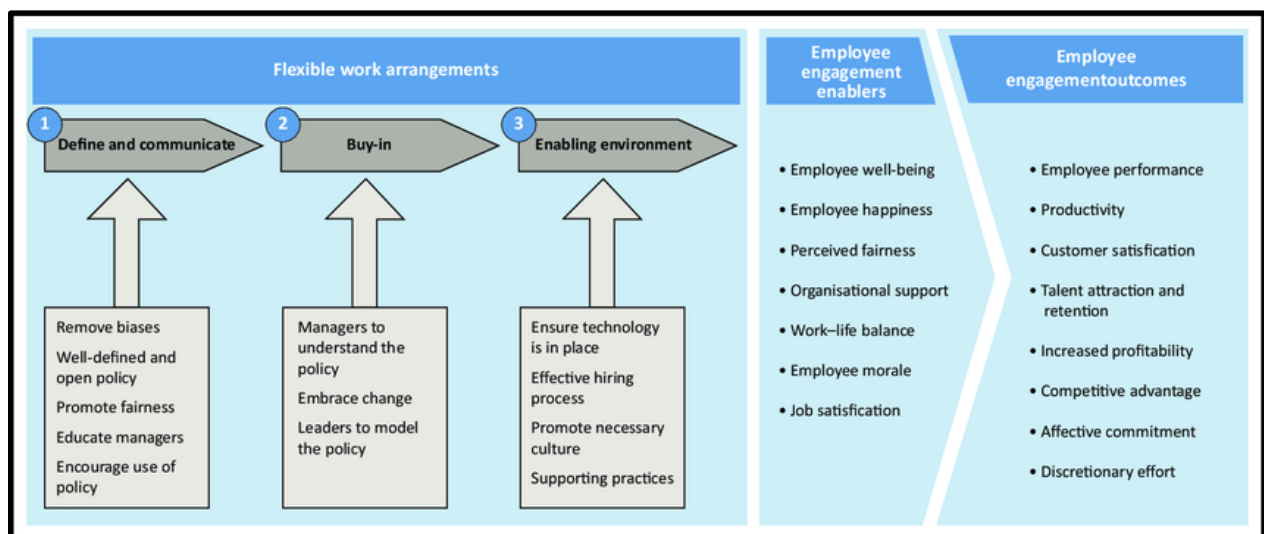 Flexible work arrangements
1
Define and communicate
2
Buy-in
3
Enabling environment
Remove biases
Well-defined and
open policy
Promote fairness
Educate managers
Encourage use of
policy
Managers to
understand the
policy
Embrace change
Leaders to model
the policy
Ensure technology
is in place
Effective hiring
process
Promote necessary
culture
Supporting practices
Employee
engagement
enablers
• Employee well-being
• Employee happiness
• Perceived fairness
• Organisational support
• Work–life balance
• Employee morale
• Job satisfication
Employee
engagementoutcomes
• Employee performance
• Productivity
• Customer satisfication
• Talent attraction and
retention
• Increased profitability
• Competitive advantage
• Affective commitment
• Discretionary effort